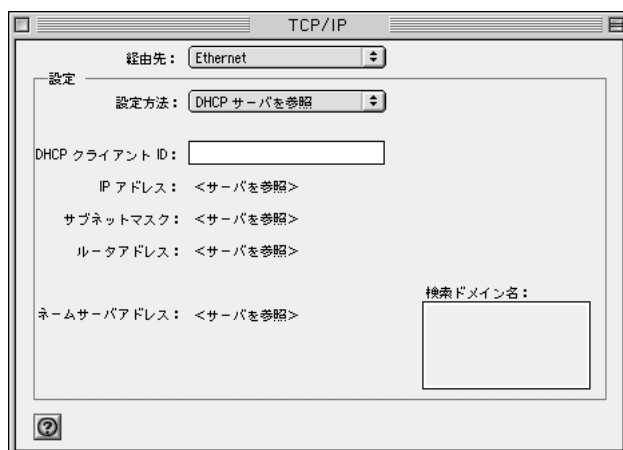 TCP/IP
経由先： Ethernet
設定
設定方法： DHCP サーバを参照
DHCP クライアント ID：
IP アドレス： <サーバを参照>
サブネットマスク： <サーバを参照>
ルータアドレス： <サーバを参照>
検索ドメイン名：
ネームサーバアドレス： <サーバを参照>
?